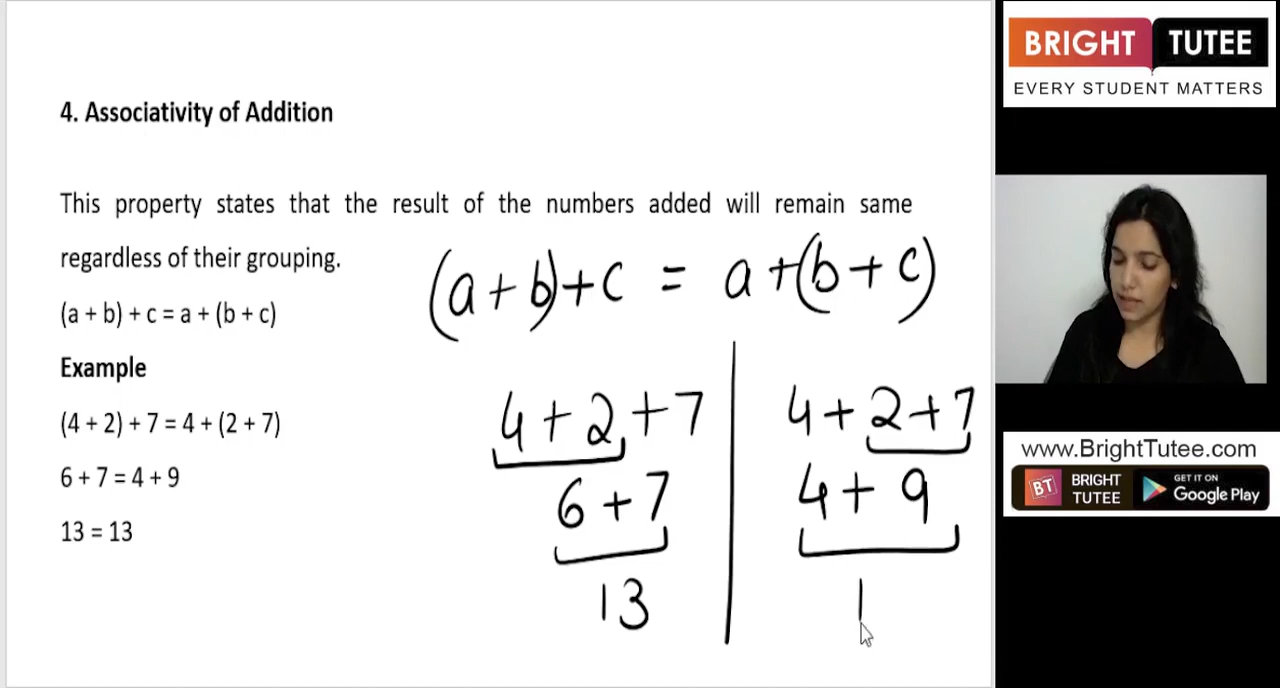 4. Associativity of Addition
This property states that the result of the numbers added will remain same
regardless of their grouping.
(a + b) + c = a + (b + c)
(a + b) + c = a + (b + c)
Example
(4 + 2) + 7 = 4 + (2 + 7)
6 + 7 = 4 + 9
13 = 13
4 + 2 + 7
6 + 7
13
4 + 2 + 7
4 + 9
1
BRIGHT TUTEE
EVERY STUDENT MATTERS
www.BrightTutee.com
BT
BRIGHT
TUTEE
GET IT ON
Google Play